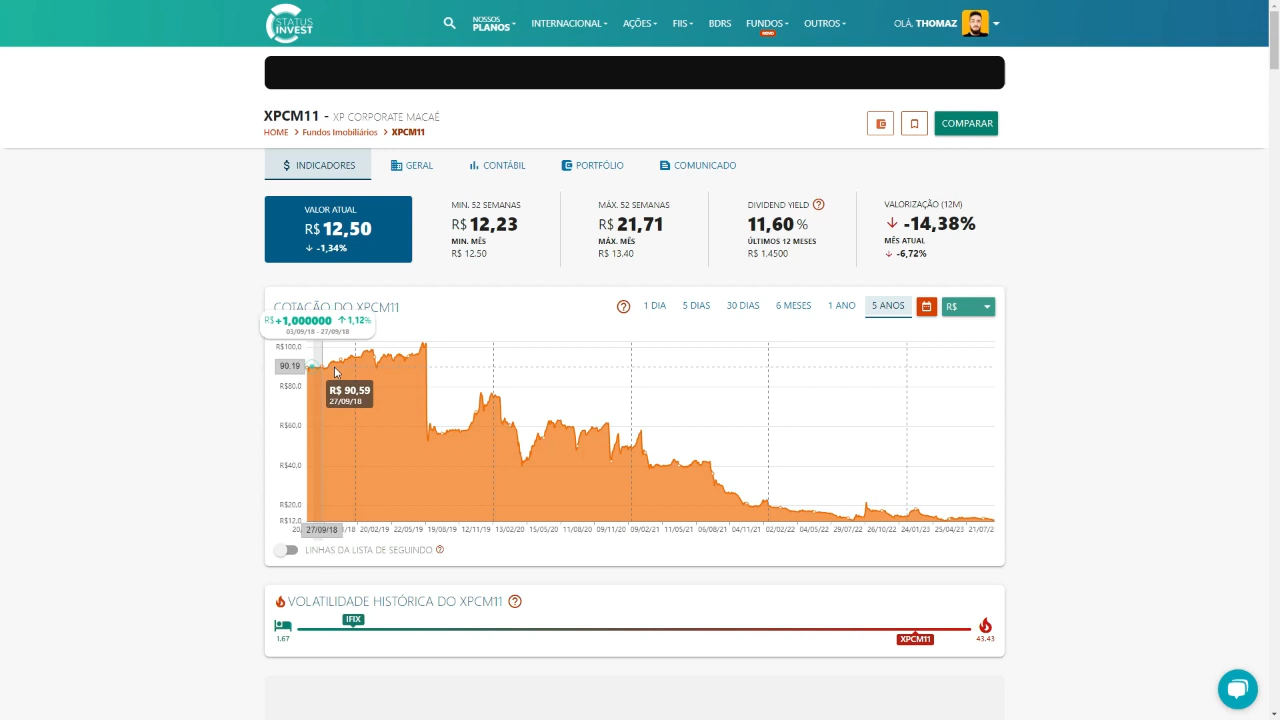 STATUS
INVEST
NOSSOS
PLANOS
INTERNACIONAL
AÇÕES
FIIS
BDRS
FUNDOS
NOVO
OUTROS
OLÁ, THOMAZ
XPCM11 - XP CORPORATE MACAÉ
HOME > Fundos Imobiliários > XPCM11
COMPARAR
$ INDICADORES
GERAL
CONTÁBIL
PORTFÓLIO
COMUNICADO
VALOR ATUAL
R$ 12,50
-1,34%
MIN. 52 SEMANAS
R$ 12,23
MIN. MÊS
R$ 12.50
MÁX. 52 SEMANAS
R$ 21,71
MÁX. MÊS
R$ 13.40
DIVIDEND YIELD ?
11,60 %
ÚLTIMOS 12 MESES
R$ 1.4500
VALORIZAÇÃO (12M)
-14,38%
MÊS ATUAL
-6,72%
COTAÇÃO DO XPCM11
? 1 DIA 5 DIAS 30 DIAS 6 MESES 1 ANO 5 ANOS R$
R$+1,000000 1,12%
03/09/18 - 27/09/18
R$100,0
90.19
R$80,0
R$60,0
R$40,0
R$20,0
R$12,0
R$ 90,59
27/09/18
20, 27/09/18 1/18 20/02/19 22/05/19 19/08/19 12/11/19 13/02/20 15/05/20 11/08/20 09/11/20 09/02/21 11/05/21 06/08/21 04/11/21 02/02/22 04/05/22 29/07/22 26/10/22 24/01/23 25/04/23 21/07/2
LINHAS DA LISTA DE SEGUINDO ?
VOLATILIDADE HISTÓRICA DO XPCM11 ?
IFIX
1.67
XPCM11
43.43